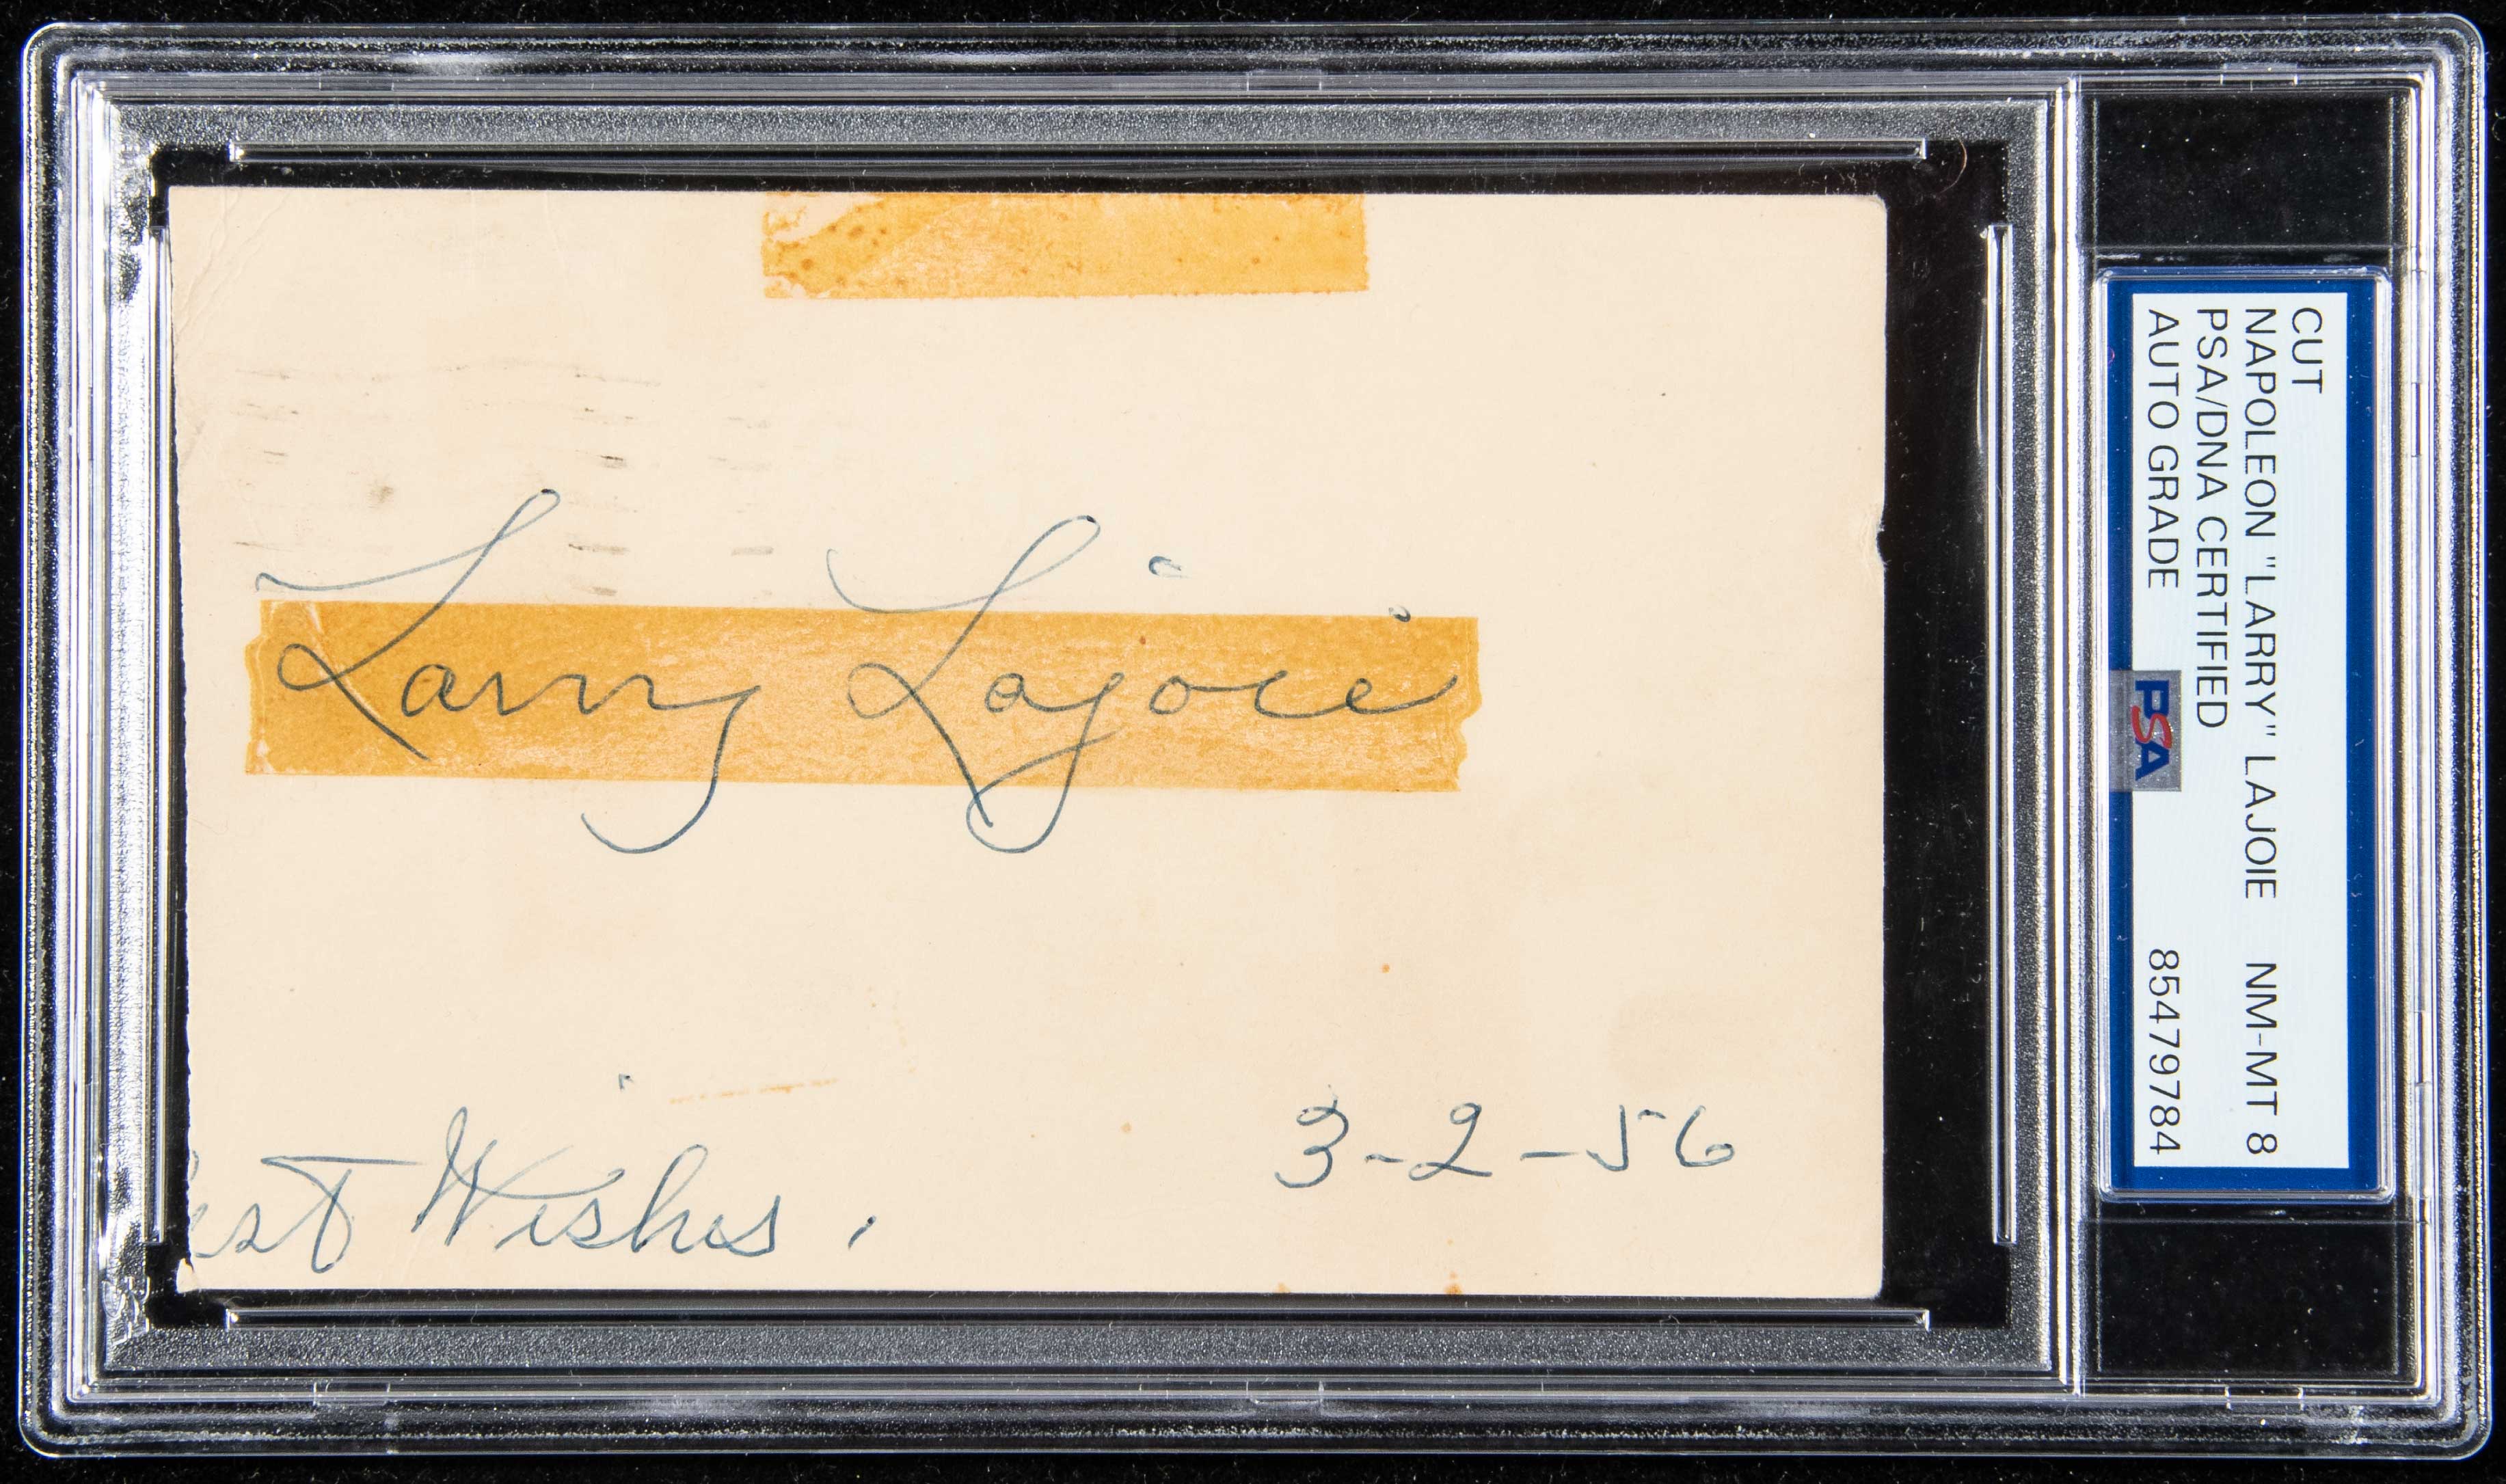 Larry Lajoie
3-2-56
est Wishes.
CUT
NAPOLEON "LARRY" LAJOIE NM-MT 8
PSA/DNA CERTIFIED
AUTO GRADE 85479784
PSA